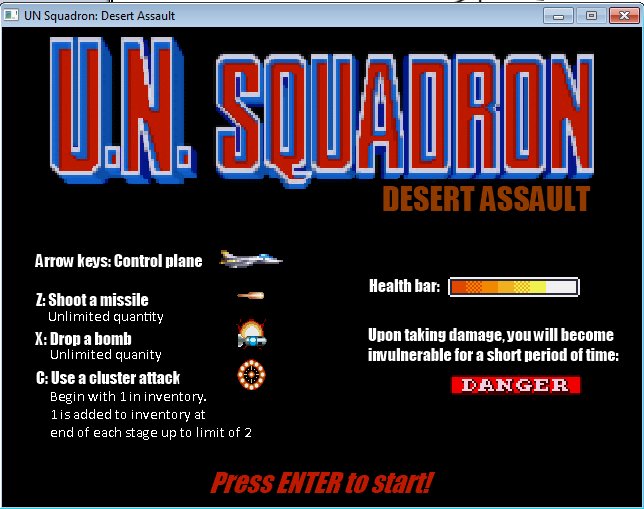 UN Squadron: Desert Assault
U.N. SQUADRON
DESERT ASSAULT
Arrow keys: Control plane
Z: Shoot a missile
Unlimited quantity
X: Drop a bomb
Unlimited quanity
C: Use a cluster attack
Begin with 1 in inventory.
1 is added to inventory at
end of each stage up to limit of 2
Health bar:
Upon taking damage, you will become
invulnerable for a short period of time:
DANGER
Press ENTER to start!